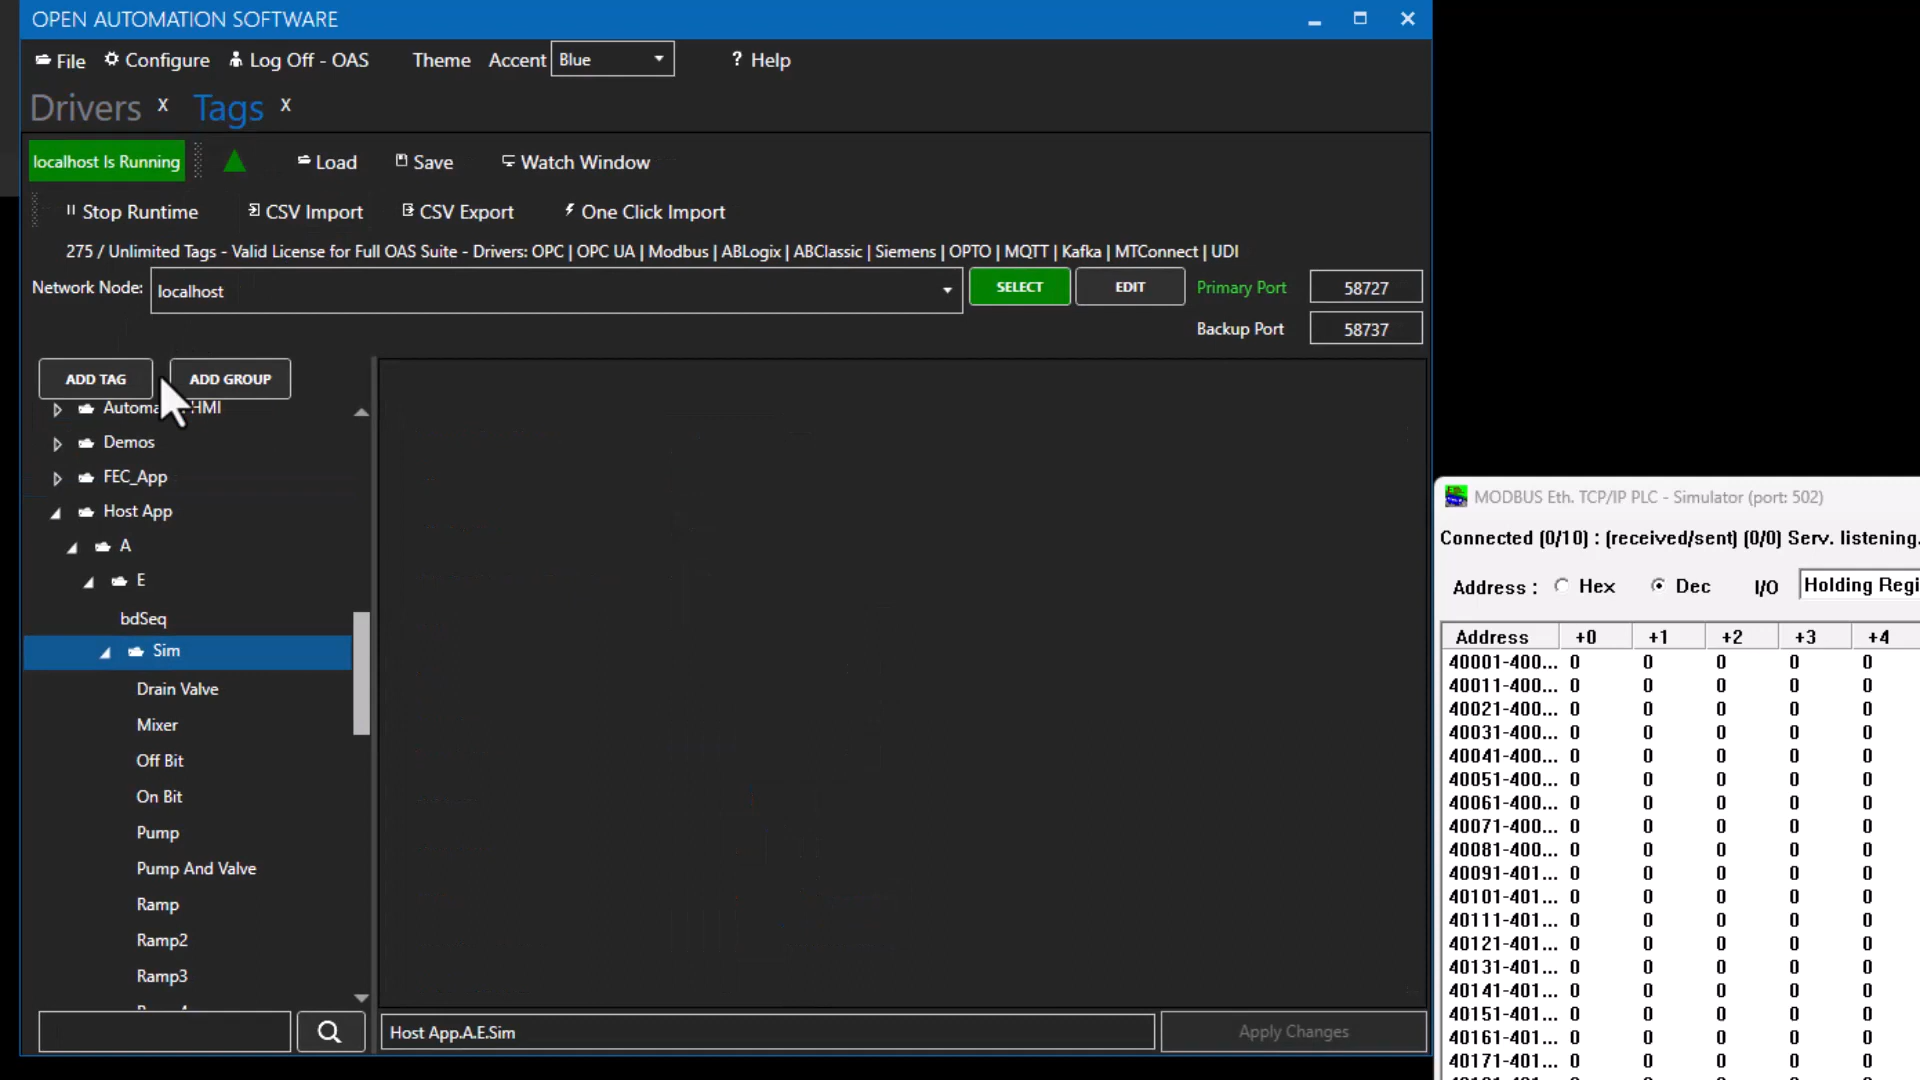 OPEN AUTOMATION SOFTWARE
File Configure Log Off - OAS Theme Accent Blue ? Help
Drivers X Tags X
localhost Is Running Load Save Watch Window
Stop Runtime CSV Import CSV Export One Click Import
275 / Unlimited Tags - Valid License for Full OAS Suite - Drivers: OPC | OPC UA | Modbus | ABLogix | ABClassic | Siemens | OPTO | MQTT | Kafka | MTConnect | UDI
Network Node: localhost SELECT EDIT Primary Port 58727
Backup Port 58737
ADD TAG ADD GROUP
HMI
Demos
FEC_App
Host App
A
E
bdSeq
Sim
Drain Valve
Mixer
Off Bit
On Bit
Pump
Pump And Valve
Ramp
Ramp2
Ramp3
Host App.A.E.Sim Apply Changes
MODBUS Eth. TCP/IP PLC - Simulator (port: 502)
Connected (0/10) : (received/sent) (0/0) Serv. listening.
Address : Hex Dec I/O Holding Regi
Address +0 +1 +2 +3 +4
40001-400... 0 0 0 0 0
40011-400... 0 0 0 0 0
40021-400... 0 0 0 0 0
40031-400... 0 0 0 0 0
40041-400... 0 0 0 0 0
40051-400... 0 0 0 0 0
40061-400... 0 0 0 0 0
40071-400... 0 0 0 0 0
40081-400... 0 0 0 0 0
40091-401... 0 0 0 0 0
40101-401... 0 0 0 0 0
40111-401... 0 0 0 0 0
40121-401... 0 0 0 0 0
40131-401... 0 0 0 0 0
40141-401... 0 0 0 0 0
40151-401... 0 0 0 0 0
40161-401... 0 0 0 0 0
40171-401... 0 0 0 0 0